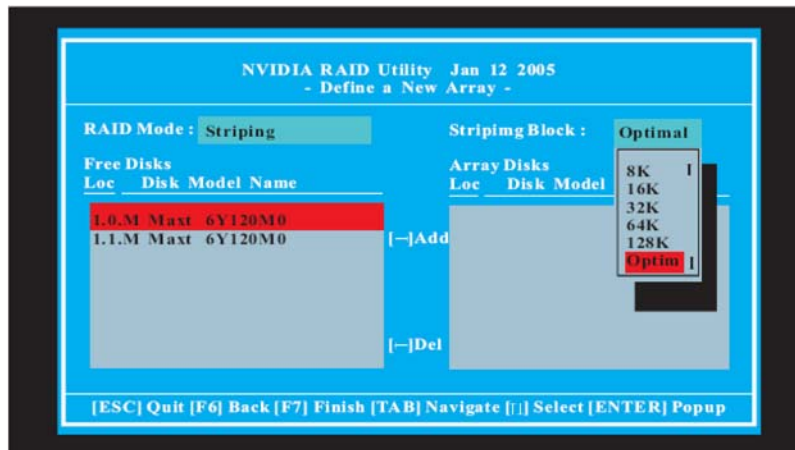 NVIDIA RAID Utility Jan 12 2005
- Define a New Array -
RAID Mode : Striping
Stripimg Block : Optimal
Free Disks
Loc Disk Model Name
Array Disks
Loc Disk Model
8K
16K
32K
64K
128K
Optim
1.0.M Maxt 6Y120M0
1.1.M Maxt 6Y120M0
[—]Add
[—]Del
[ESC] Quit [F6] Back [F7] Finish [TAB] Navigate [↑↓] Select [ENTER] Popup